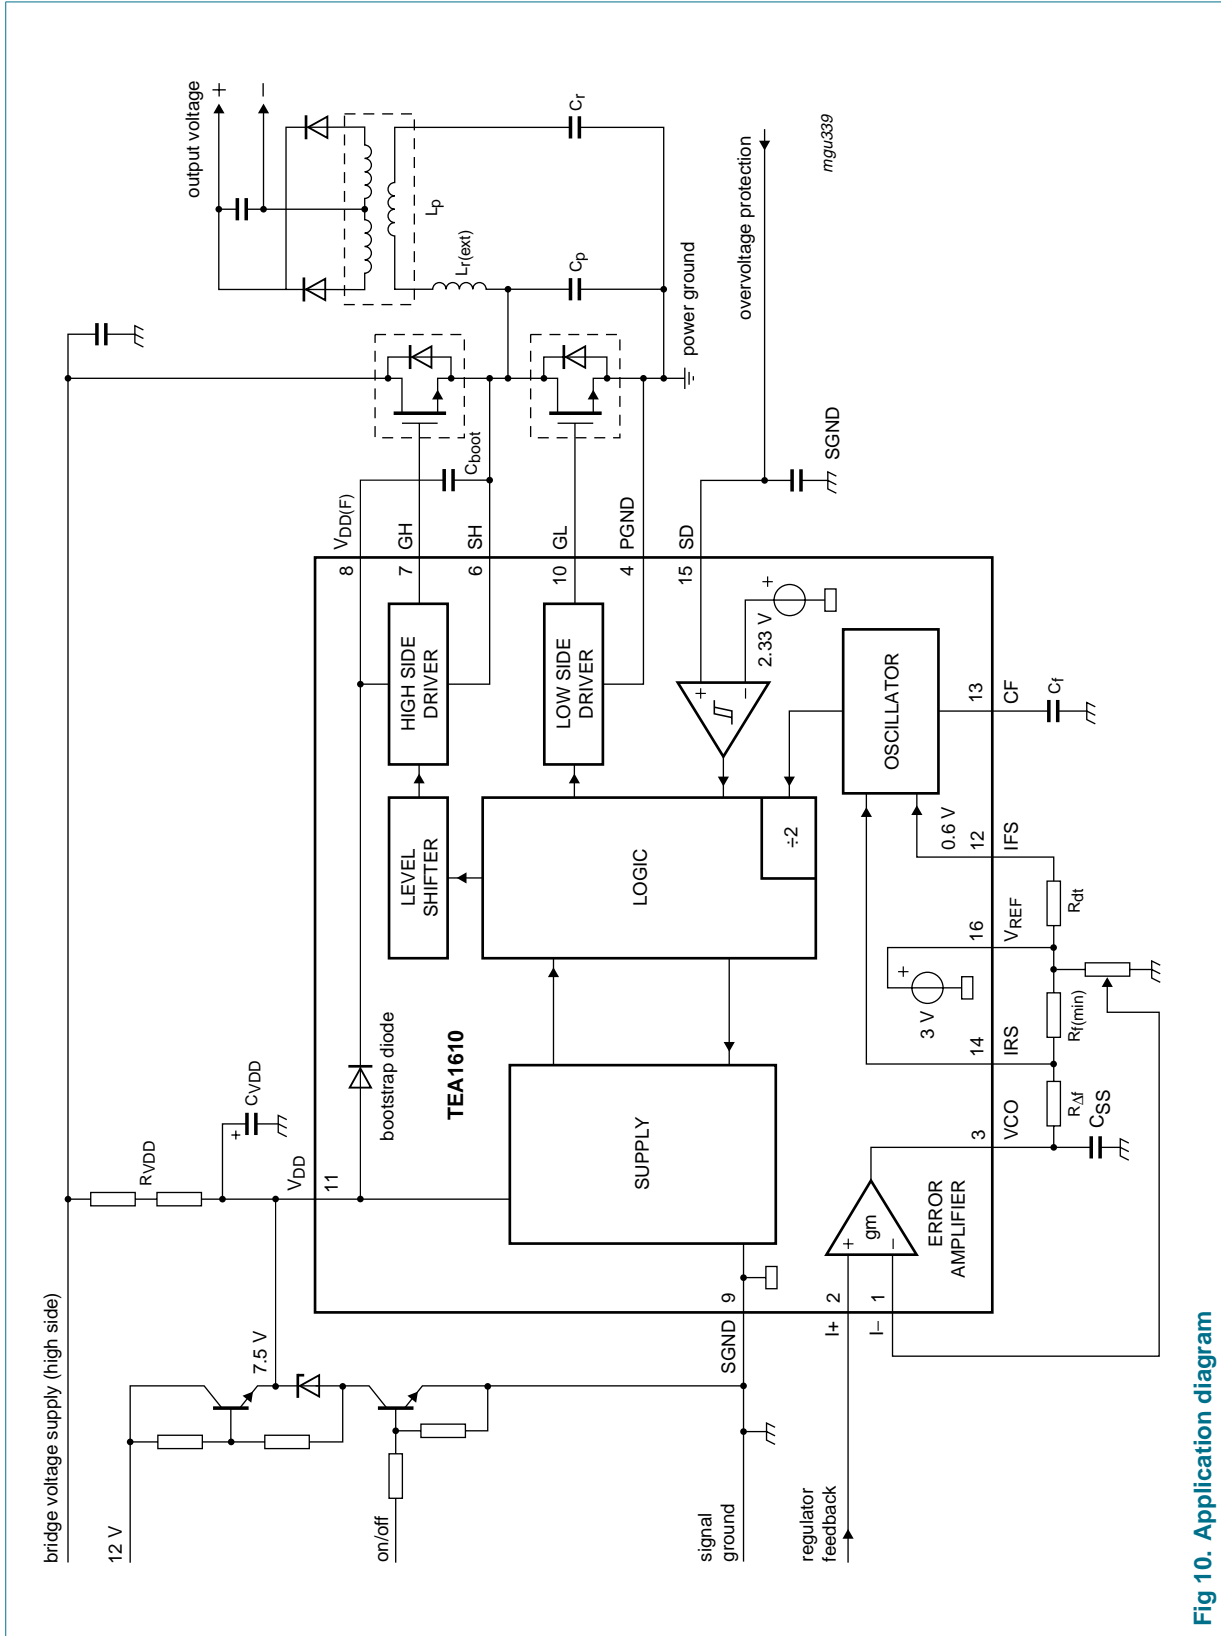 bridge voltage supply (high side)
12 V
on/off
signal
ground
regulator
feedback
7.5 V
RVDD
CVDD
VDD
11
bootstrap diode
TEA1610
SUPPLY
SGND
9
I+
2
I−
1
gm
+
−
ERROR
AMPLIFIER
LEVEL
SHIFTER
HIGH SIDE
DRIVER
LOGIC
÷2
LOW SIDE
DRIVER
+
−
2.33 V
+
OSCILLATOR
0.6 V
3 V
+
3
VCO
14
IRS
16
VREF
12
IFS
13
CF
RΔf
CSS
Rf(min)
Rdt
Cf
8
VDD(F)
7
GH
6
SH
10
GL
4
PGND
15
SD
Cboot
SGND
overvoltage protection
power ground
output voltage
+
−
Lp
Lr(ext)
Cp
Cr
+
mgu339
Fig 10. Application diagram